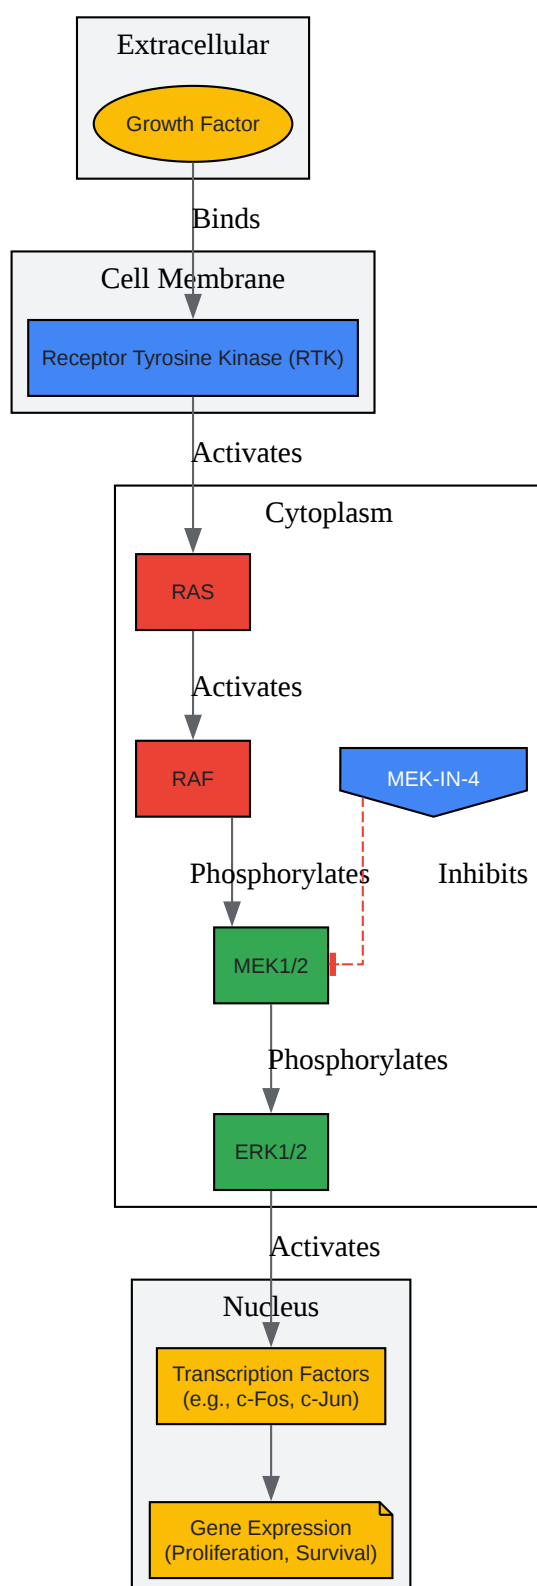 Extracellular
Growth Factor
Binds
Cell Membrane
Receptor Tyrosine Kinase (RTK)
Activates
Cytoplasm
RAS
Activates
RAF
MEK-IN-4
Phosphorylates
Inhibits
MEK1/2
Phosphorylates
ERK1/2
Activates
Nucleus
Transcription Factors
(e.g., c-Fos, c-Jun)
Gene Expression
(Proliferation, Survival)